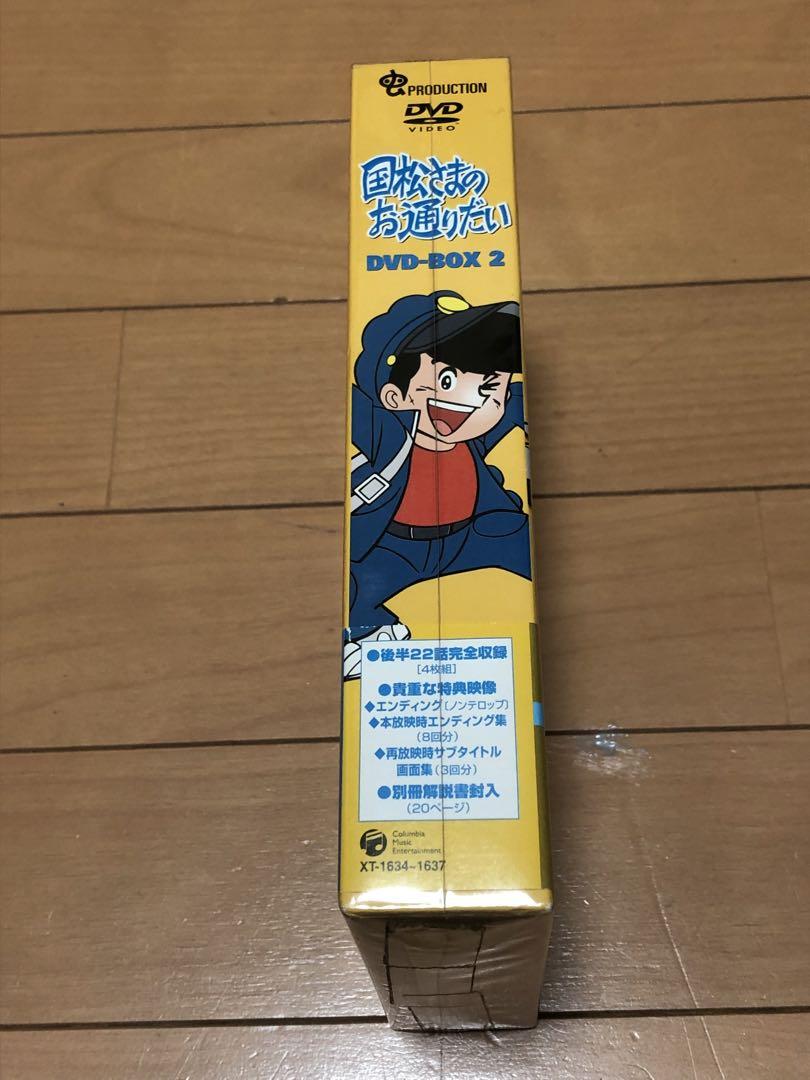 虫 PRODUCTION
DVD
VIDEO™
国松さまの
お通りだい
DVD-BOX 2
●後半22話完全収録
[4枚組]
●貴重な特典映像
◆エンディング〔ノンテロップ〕
◆本放映時エンディング集
(8回分)
◆再放映時サブタイトル
画面集(3回分)
●別冊解説書封入
(20ページ)
Columbia
Music
Entertainment
XT-1634~1637